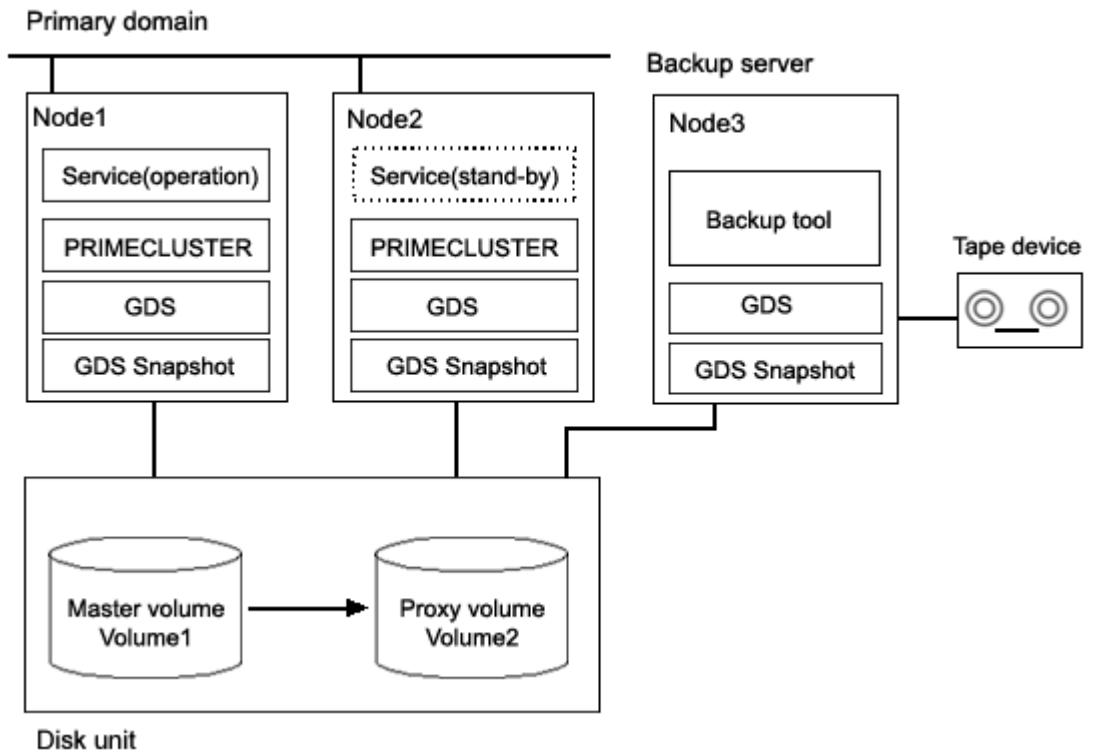 Primary domain
Backup server
Node1
Service(operation)
PRIMECLUSTER
GDS
GDS Snapshot
Node2
Service(stand-by)
PRIMECLUSTER
GDS
GDS Snapshot
Node3
Backup tool
GDS
GDS Snapshot
Tape device
Master volume
Volume1
Proxy volume
Volume2
Disk unit